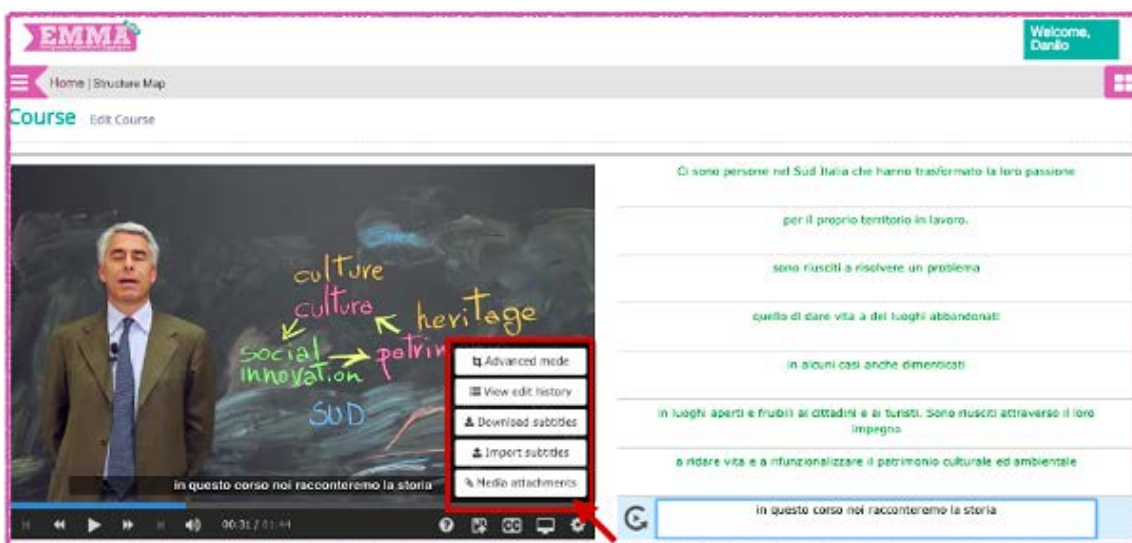 EMMA
Welcome,
Danilo
Home | Structure Map
Course Edit Course
culture
cultura
heritage
social
innovation
SUD
Advanced mode
View edit history
Download subtitles
Import subtitles
Media attachments
in questo corso noi racconteremo la storia
00:31 / 01:44
CC
Ci sono persone nel Sud Italia che hanno trasformato la loro passione
per il proprio territorio in lavoro.
sono riusciti a risolvere un problema
quello di dare vita a dei luoghi abbandonati
in alcuni casi anche dimenticati
in luoghi aperti e fruibili ai cittadini e ai turisti. Sono riusciti attraverso il loro
impegno
a ridare vita e a rifunzionalizzare il patrimonio culturale ed ambientale
in questo corso noi racconteremo la storia